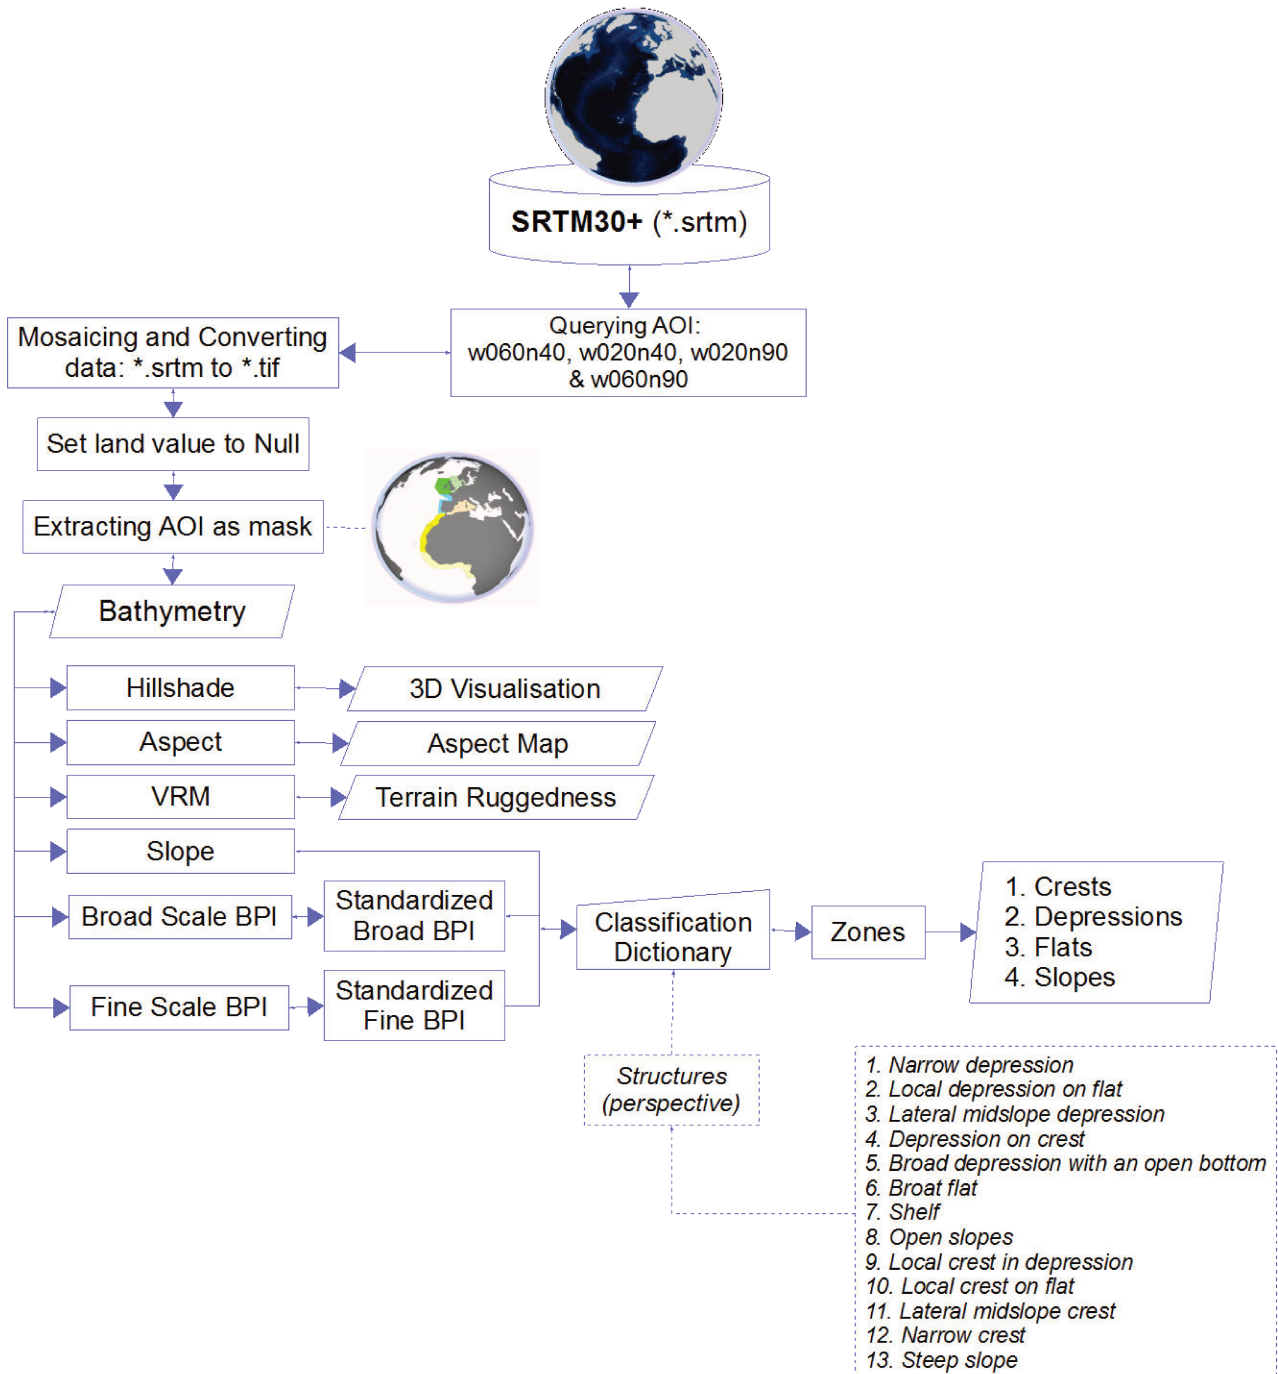 SRTM30+ (*.srtm)
Querying AOI:
w060n40, w020n40, w020n90
& w060n90
Mosaicing and Converting
data: *.srtm to *.tif
Set land value to Null
Extracting AOI as mask
Bathymetry
Hillshade
3D Visualisation
Aspect
Aspect Map
VRM
Terrain Ruggedness
Slope
Broad Scale BPI
Standardized
Broad BPI
Fine Scale BPI
Standardized
Fine BPI
Classification
Dictionary
Zones
1. Crests
2. Depressions
3. Flats
4. Slopes
Structures
(perspective)
1. Narrow depression
2. Local depression on flat
3. Lateral midslope depression
4. Depression on crest
5. Broad depression with an open bottom
6. Broat flat
7. Shelf
8. Open slopes
9. Local crest in depression
10. Local crest on flat
11. Lateral midslope crest
12. Narrow crest
13. Steep slope